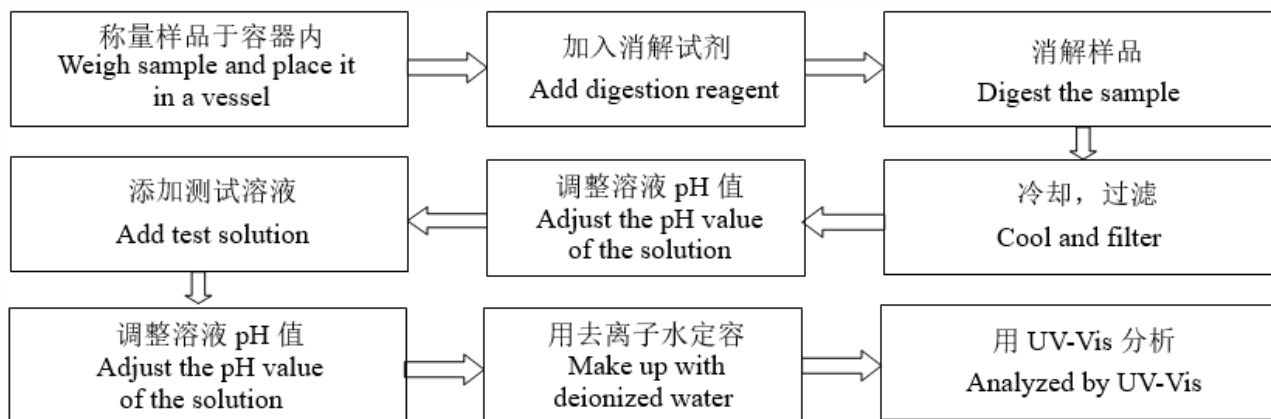 称量样品于容器内
Weigh sample and place it
in a vessel
加入消解试剂
Add digestion reagent
消解样品
Digest the sample
冷却，过滤
Cool and filter
调整溶液 pH 值
Adjust the pH value
of the solution
添加测试溶液
Add test solution
调整溶液 pH 值
Adjust the pH value
of the solution
用去离子水定容
Make up with
deionized water
用 UV-Vis 分析
Analyzed by UV-Vis